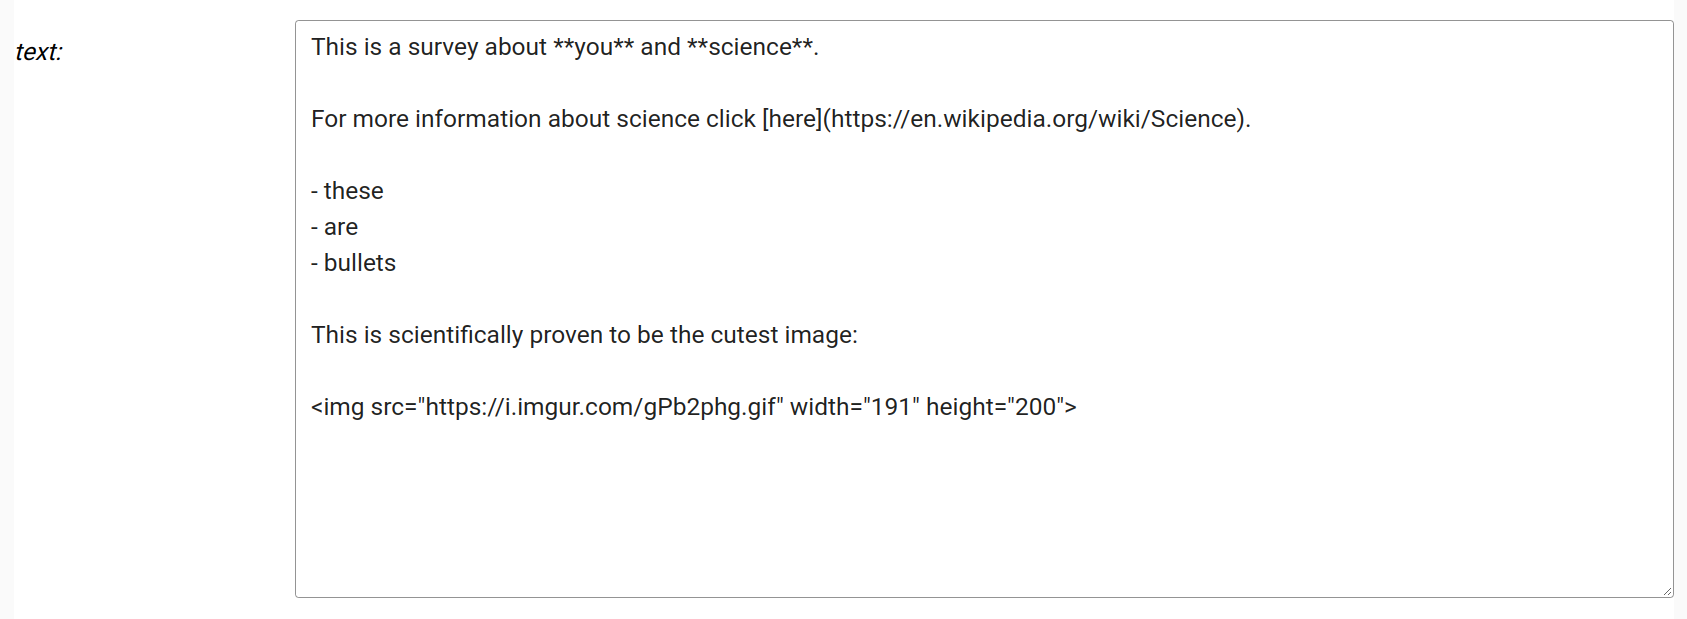 text:
This is a survey about **you** and **science**.
For more information about science click [here](https://en.wikipedia.org/wiki/Science).
- these
- are
- bullets
This is scientifically proven to be the cutest image:
<img src="https://i.imgur.com/gPb2phg.gif" width="191" height="200">